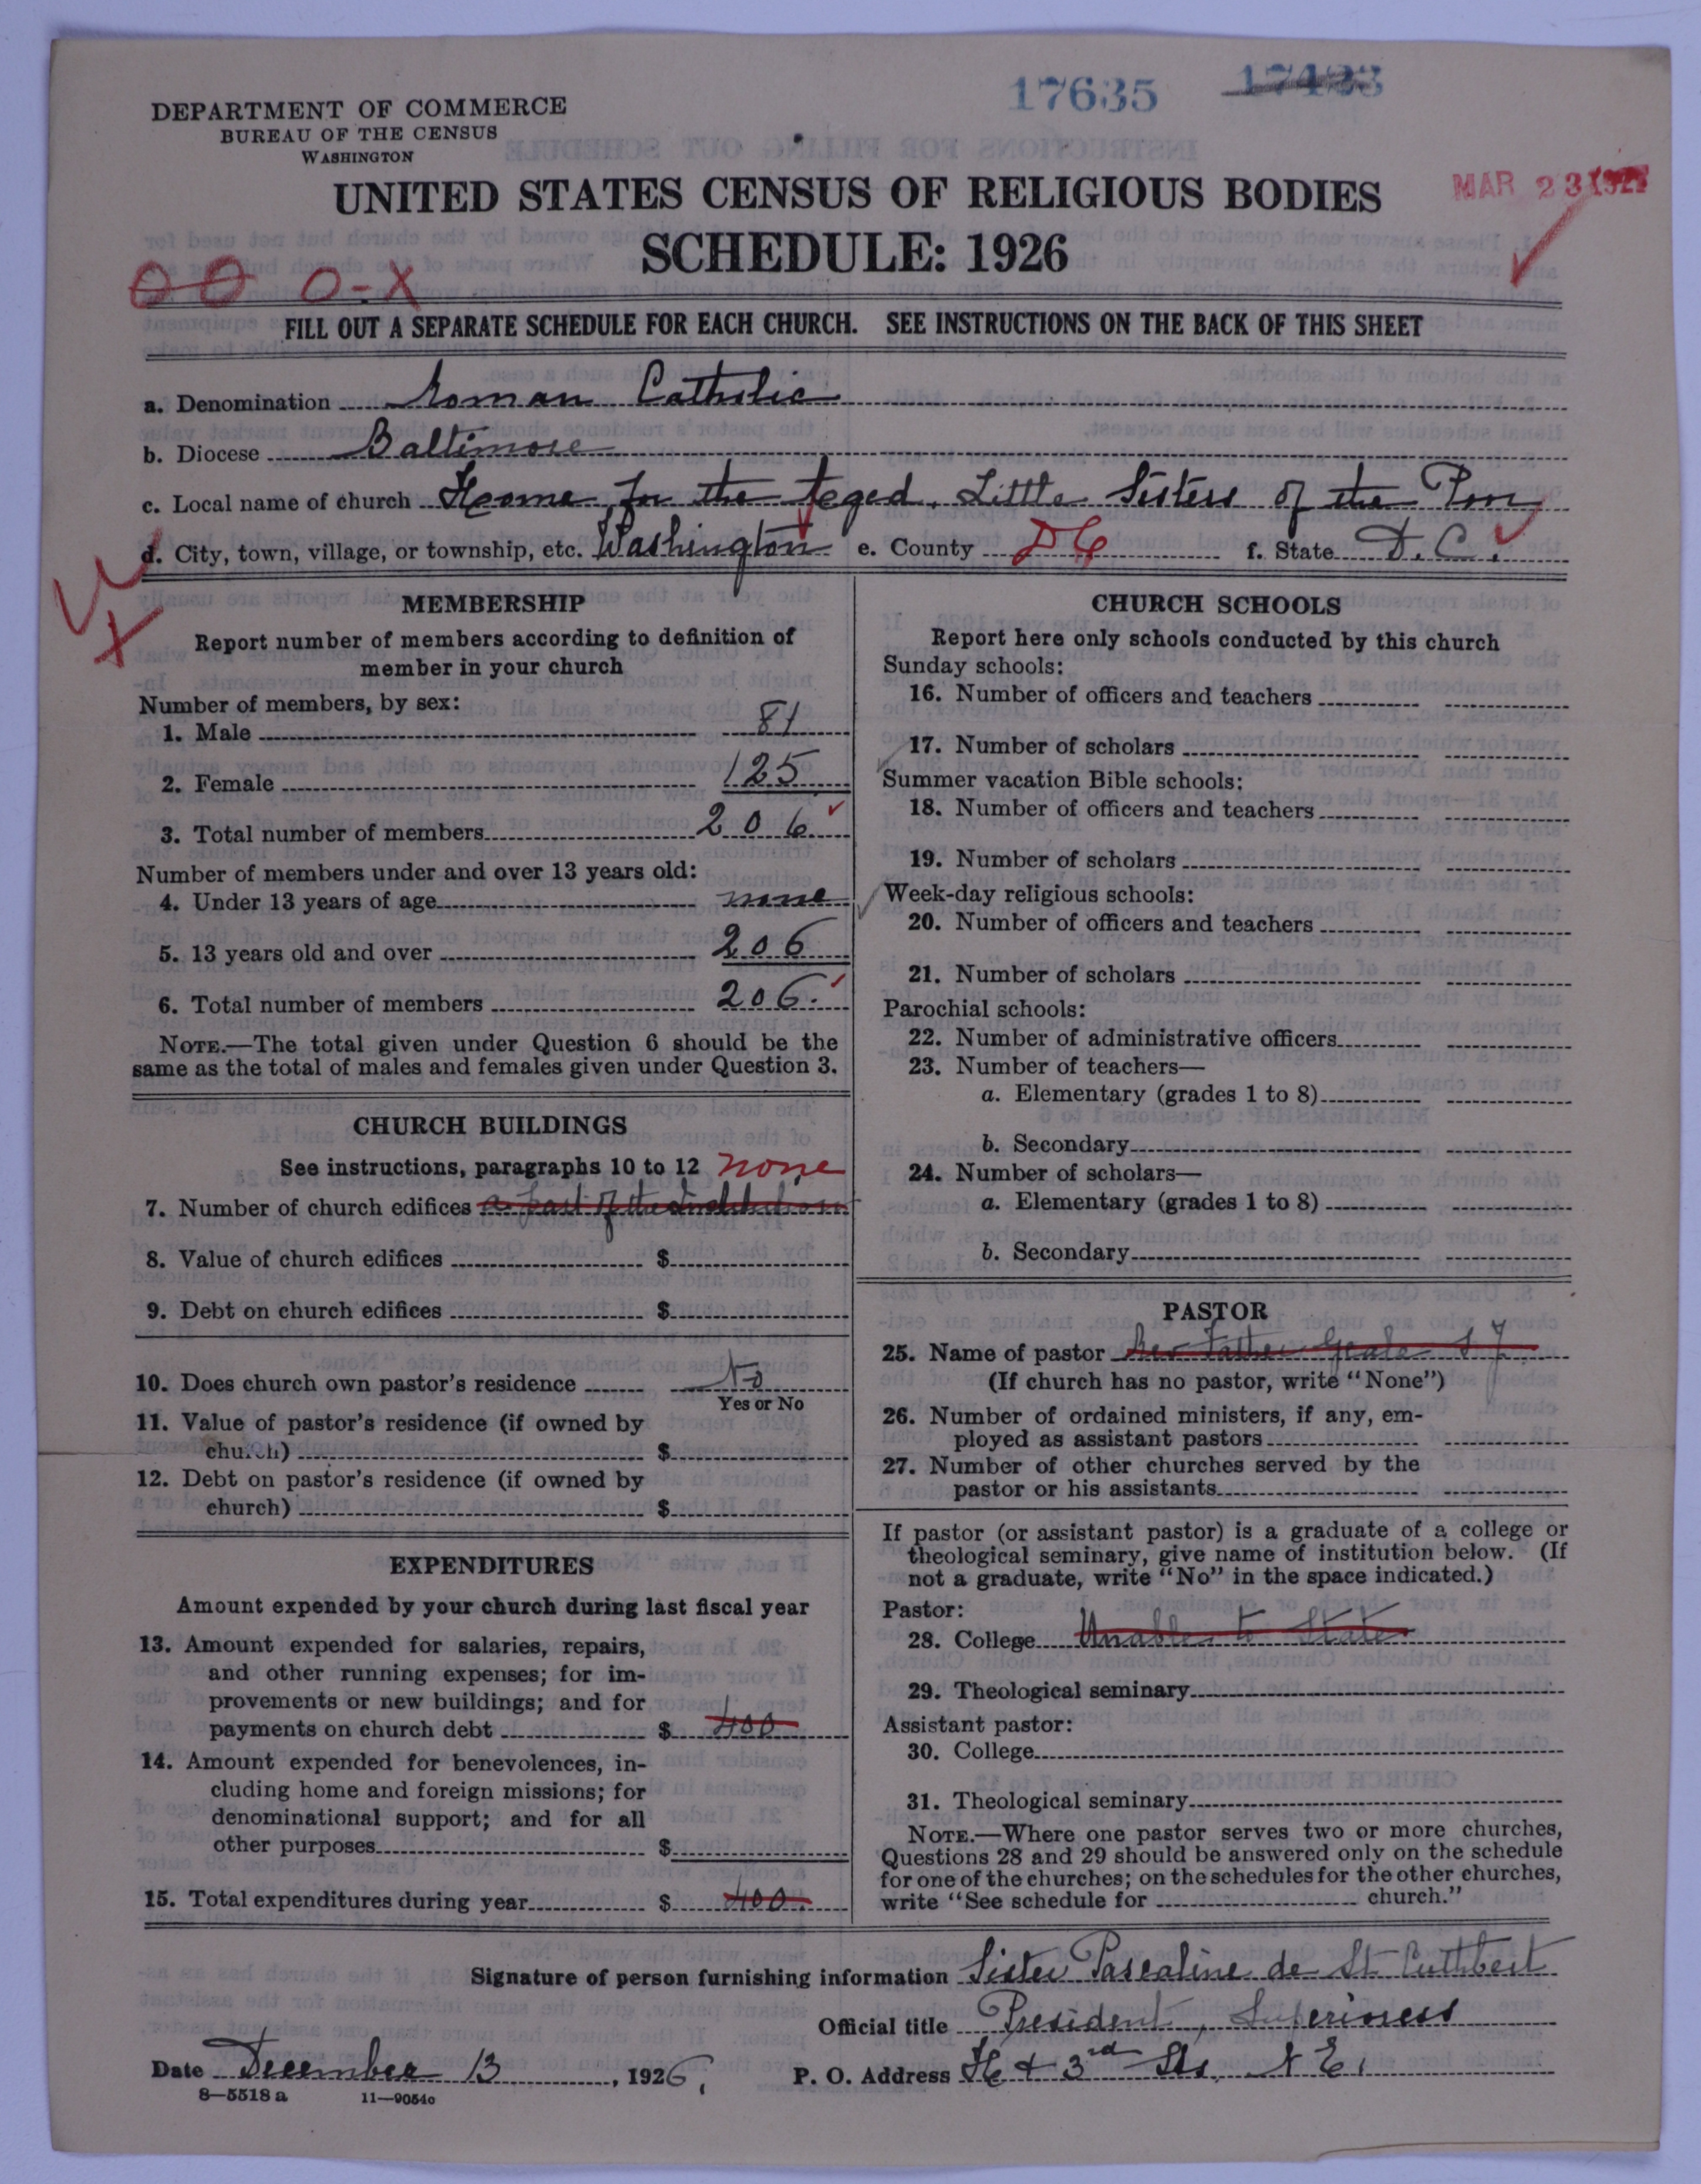 17635 17423
DEPARTMENT OF COMMERCE
BUREAU OF THE CENSUS
WASHINGTON
MAR 23 1927
UNITED STATES CENSUS OF RELIGIOUS BODIES
SCHEDULE: 1926
OO O-X
FILL OUT A SEPARATE SCHEDULE FOR EACH CHURCH. SEE INSTRUCTIONS ON THE BACK OF THIS SHEET
a. Denomination Roman Catholic
b. Diocese Baltimore
c. Local name of church Home for the Aged, Little Sisters of the Poor
d. City, town, village, or township, etc. Washington e. County DC f. State D.C.
MEMBERSHIP
Report number of members according to definition of
member in your church
Number of members, by sex:
1. Male 81
2. Female 125
3. Total number of members 206
Number of members under and over 13 years old:
4. Under 13 years of age none
5. 13 years old and over 206
6. Total number of members 206.
NOTE.—The total given under Question 6 should be the
same as the total of males and females given under Question 3.
CHURCH BUILDINGS
See instructions, paragraphs 10 to 12 none
7. Number of church edifices a part of the Institution
8. Value of church edifices $
9. Debt on church edifices $
10. Does church own pastor's residence No
Yes or No
11. Value of pastor's residence (if owned by
church) $
12. Debt on pastor's residence (if owned by
church) $
EXPENDITURES
Amount expended by your church during last fiscal year
13. Amount expended for salaries, repairs,
and other running expenses; for im-
provements or new buildings; and for
payments on church debt $ 400
14. Amount expended for benevolences, in-
cluding home and foreign missions; for
denominational support; and for all
other purposes $
15. Total expenditures during year $ 400.
CHURCH SCHOOLS
Report here only schools conducted by this church
Sunday schools:
16. Number of officers and teachers
17. Number of scholars
Summer vacation Bible schools:
18. Number of officers and teachers
19. Number of scholars
Week-day religious schools:
20. Number of officers and teachers
21. Number of scholars
Parochial schools:
22. Number of administrative officers
23. Number of teachers—
a. Elementary (grades 1 to 8)
b. Secondary
24. Number of scholars—
a. Elementary (grades 1 to 8)
b. Secondary
PASTOR
25. Name of pastor Rev Father S J
(If church has no pastor, write "None")
26. Number of ordained ministers, if any, em-
ployed as assistant pastors
27. Number of other churches served by the
pastor or his assistants
If pastor (or assistant pastor) is a graduate of a college or
theological seminary, give name of institution below. (If
not a graduate, write "No" in the space indicated.)
Pastor:
28. College Unable to State
29. Theological seminary
Assistant pastor:
30. College
31. Theological seminary
NOTE.—Where one pastor serves two or more churches,
Questions 28 and 29 should be answered only on the schedule
for one of the churches; on the schedules for the other churches,
write "See schedule for church."
Signature of person furnishing information Sister Pascaline de St Cuthbert
Official title President, Superioress
Date December 13, 1926. P. O. Address H & 3rd Sts. N E.
8—5518 a 11—9054c